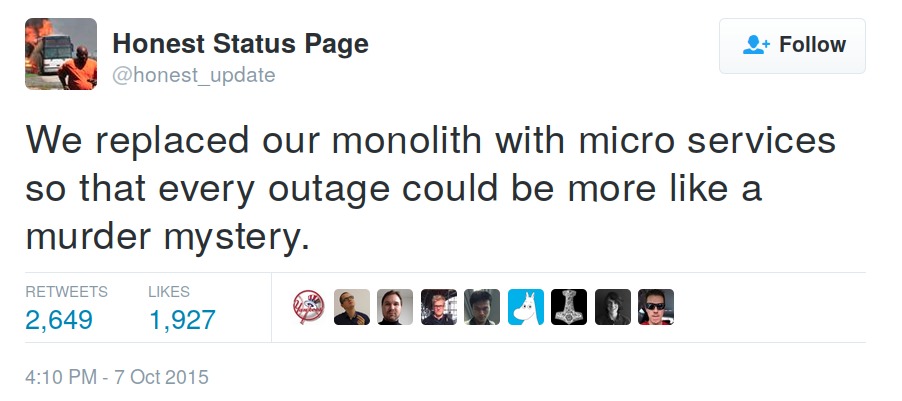 Honest Status Page
@honest_update
Follow
We replaced our monolith with micro services
so that every outage could be more like a
murder mystery.
RETWEETS LIKES
2,649 1,927
4:10 PM - 7 Oct 2015